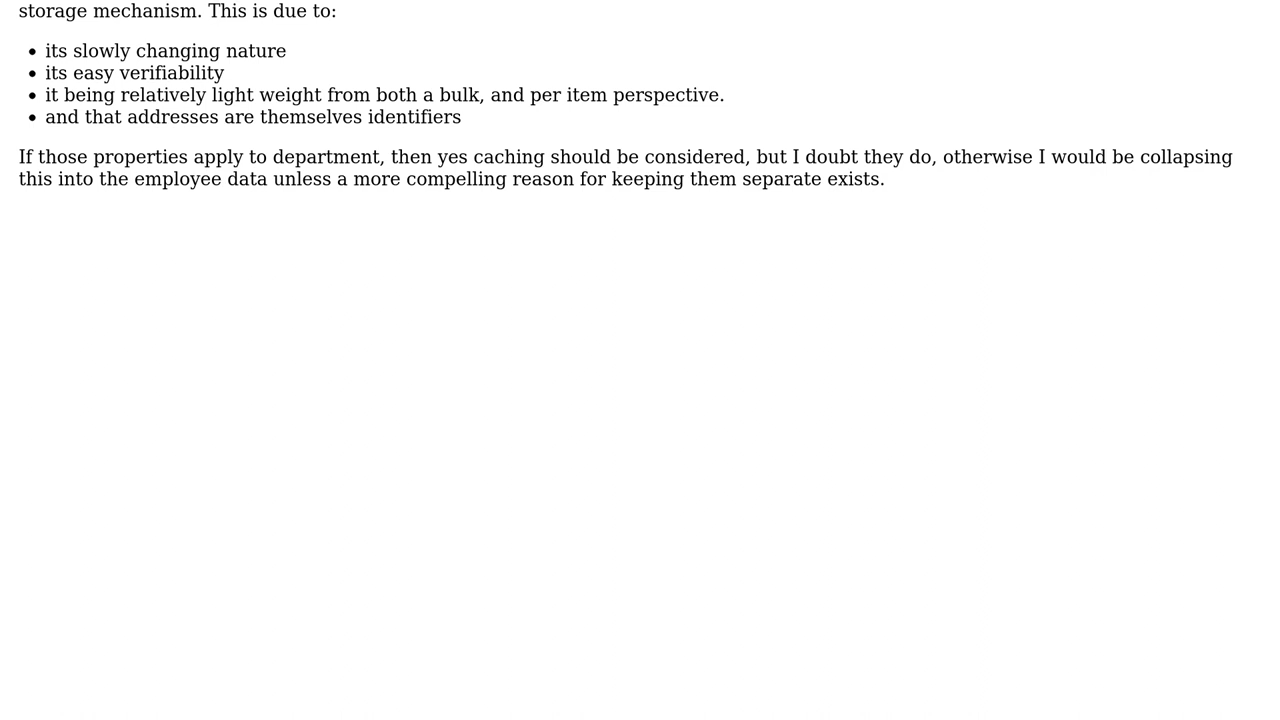 storage mechanism. This is due to:
• its slowly changing nature
• its easy verifiability
• it being relatively light weight from both a bulk, and per item perspective.
• and that addresses are themselves identifiers
If those properties apply to department, then yes caching should be considered, but I doubt they do, otherwise I would be collapsing
this into the employee data unless a more compelling reason for keeping them separate exists.